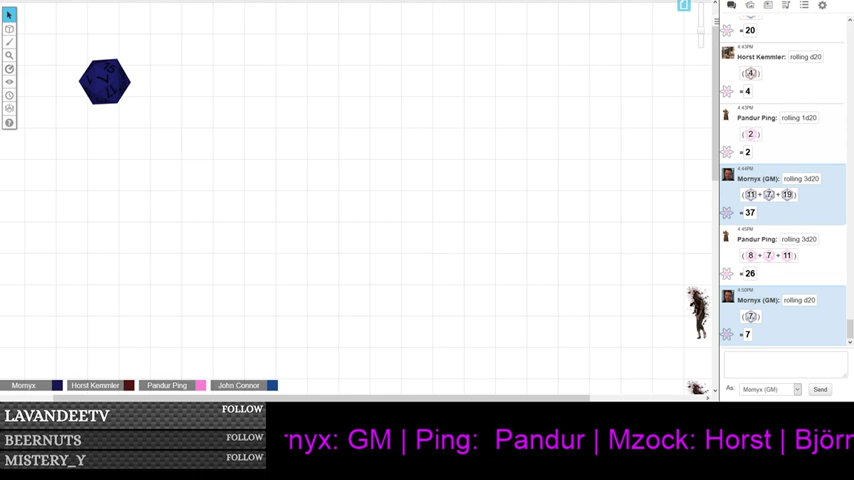 = 20
4:43PM
Horst Kemmler: rolling d20
(4)
= 4
4:43PM
Pandur Ping: rolling 1d20
(2)
= 2
4:44PM
Mornyx (GM): rolling 3d20
(11+7+19)
= 37
4:45PM
Pandur Ping: rolling 3d20
(8+7+11)
= 26
Mornyx (GM): rolling d20
(7)
= 7
As: Mornyx (GM) Send
Mornyx Horst Kemmler Pandur Ping John Connor
LAVANDEETV FOLLOW
BEERNUTS FOLLOW
MISTERY_Y FOLLOW
rnyx: GM | Ping: Pandur | Mzock: Horst | Björn